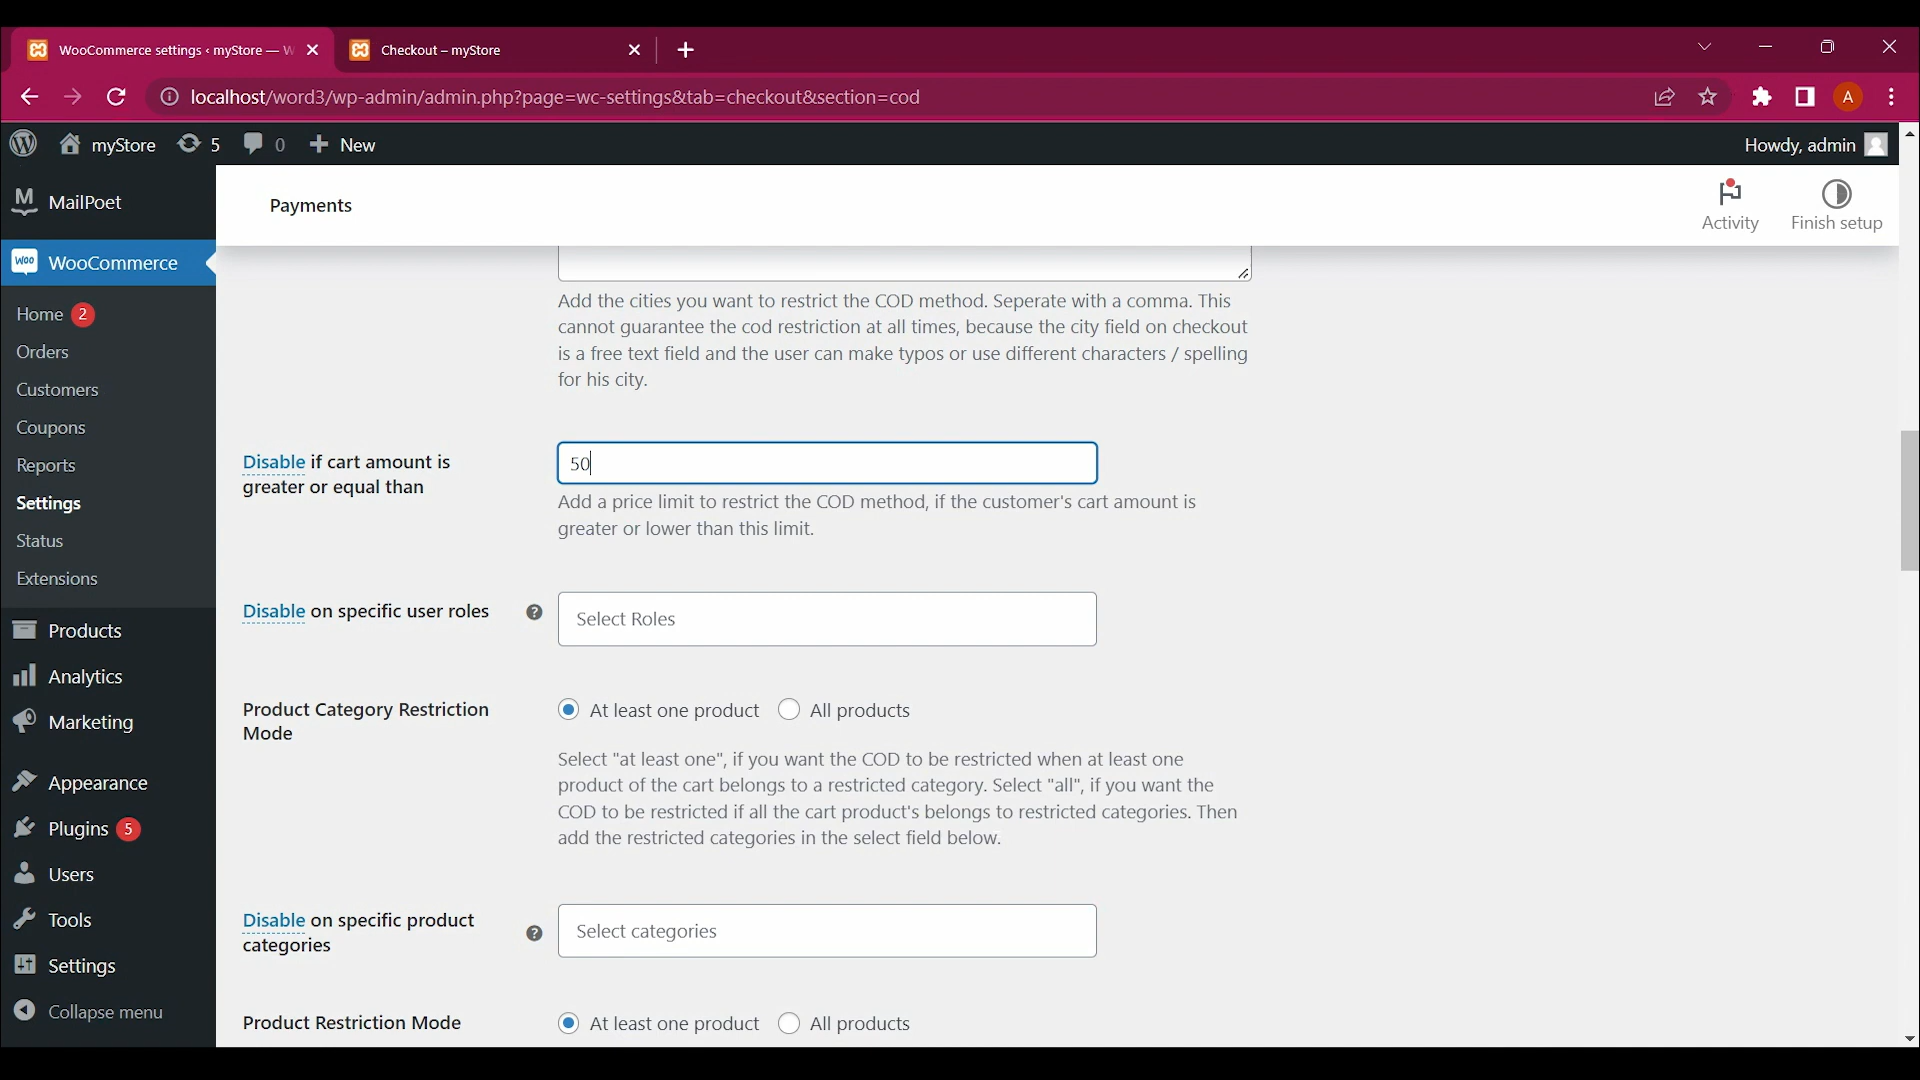 WooCommerce settings ‹ myStore — W
Checkout – myStore
localhost/word3/wp-admin/admin.php?page=wc-settings&tab=checkout&section=cod
A
myStore
5
0
New
Howdy, admin
MailPoet
Payments
Activity
Finish setup
WooCommerce
Home 2
Orders
Customers
Coupons
Reports
Settings
Status
Extensions
Products
Analytics
Marketing
Appearance
Plugins 5
Users
Tools
Settings
Collapse menu
Add the cities you want to restrict the COD method. Seperate with a comma. This
cannot guarantee the cod restriction at all times, because the city field on checkout
is a free text field and the user can make typos or use different characters / spelling
for his city.
Disable if cart amount is
greater or equal than
50
Add a price limit to restrict the COD method, if the customer's cart amount is
greater or lower than this limit.
Disable on specific user roles
?
Select Roles
Product Category Restriction
Mode
At least one product
All products
Select "at least one", if you want the COD to be restricted when at least one
product of the cart belongs to a restricted category. Select "all", if you want the
COD to be restricted if all the cart product's belongs to restricted categories. Then
add the restricted categories in the select field below.
Disable on specific product
categories
?
Select categories
Product Restriction Mode
At least one product
All products